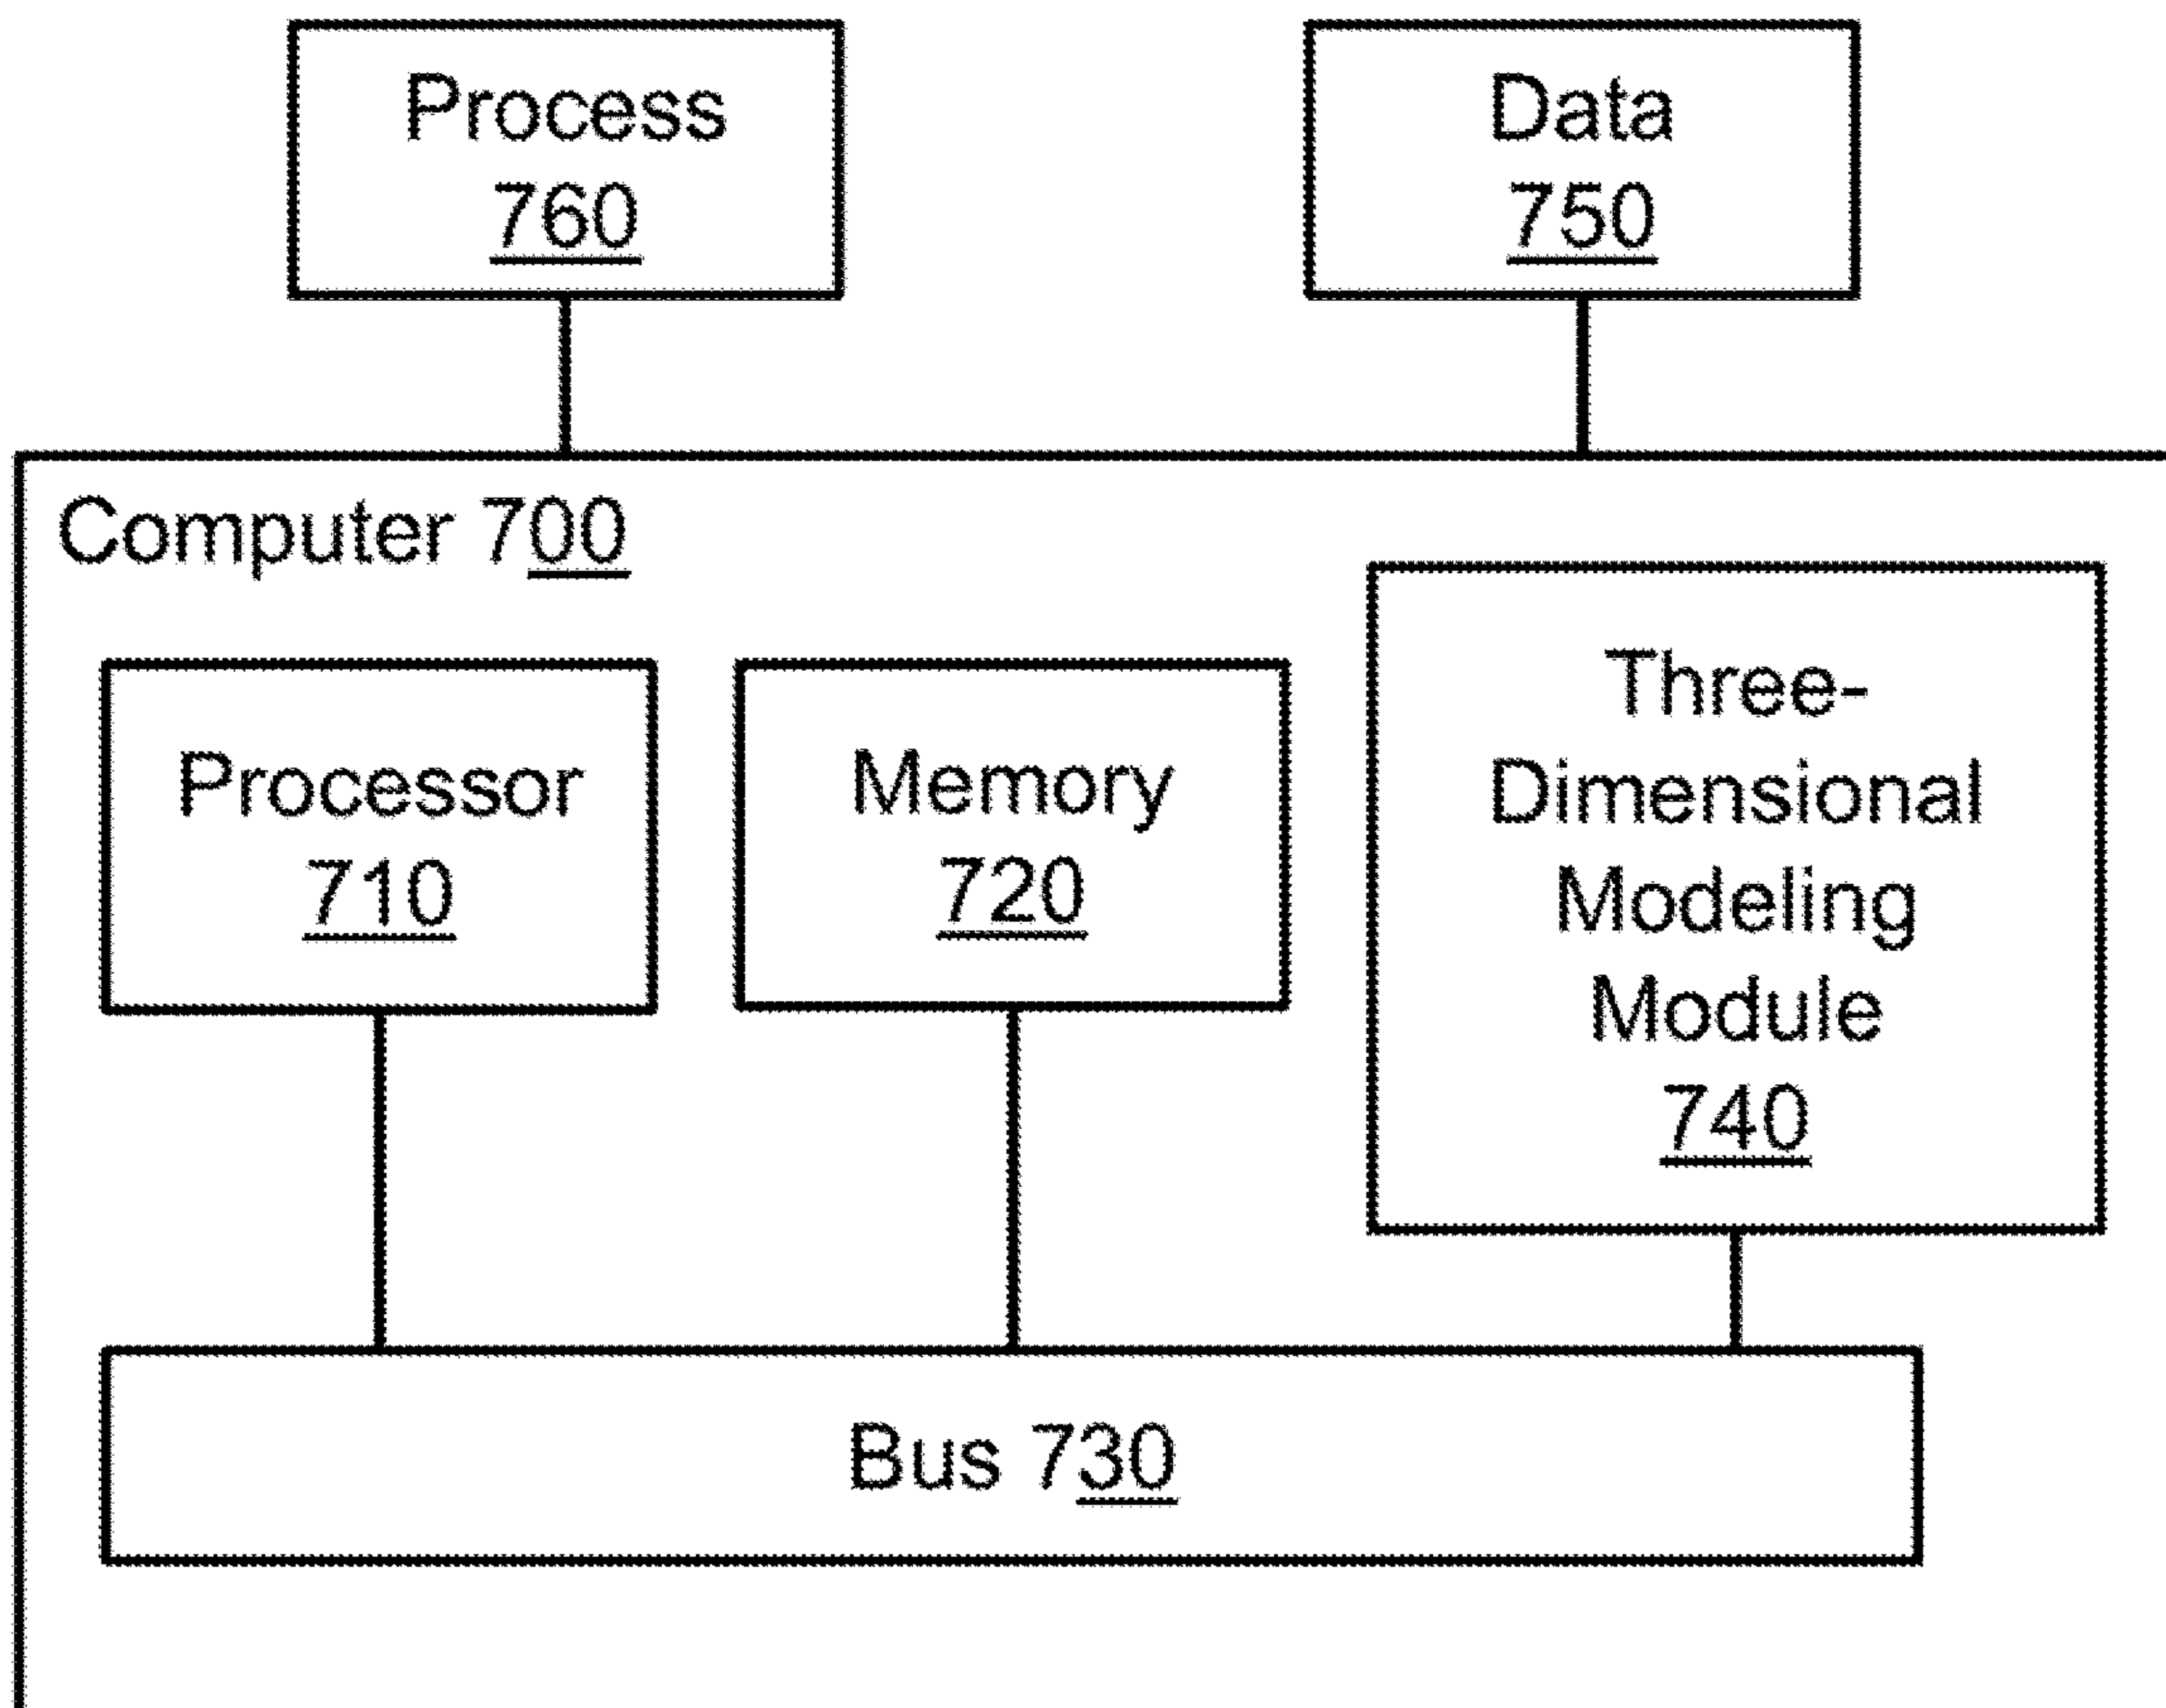 Process
760
Data
750
Computer 700
Processor
710
Memory
720
Three-
Dimensional
Modeling
Module
740
Bus 730